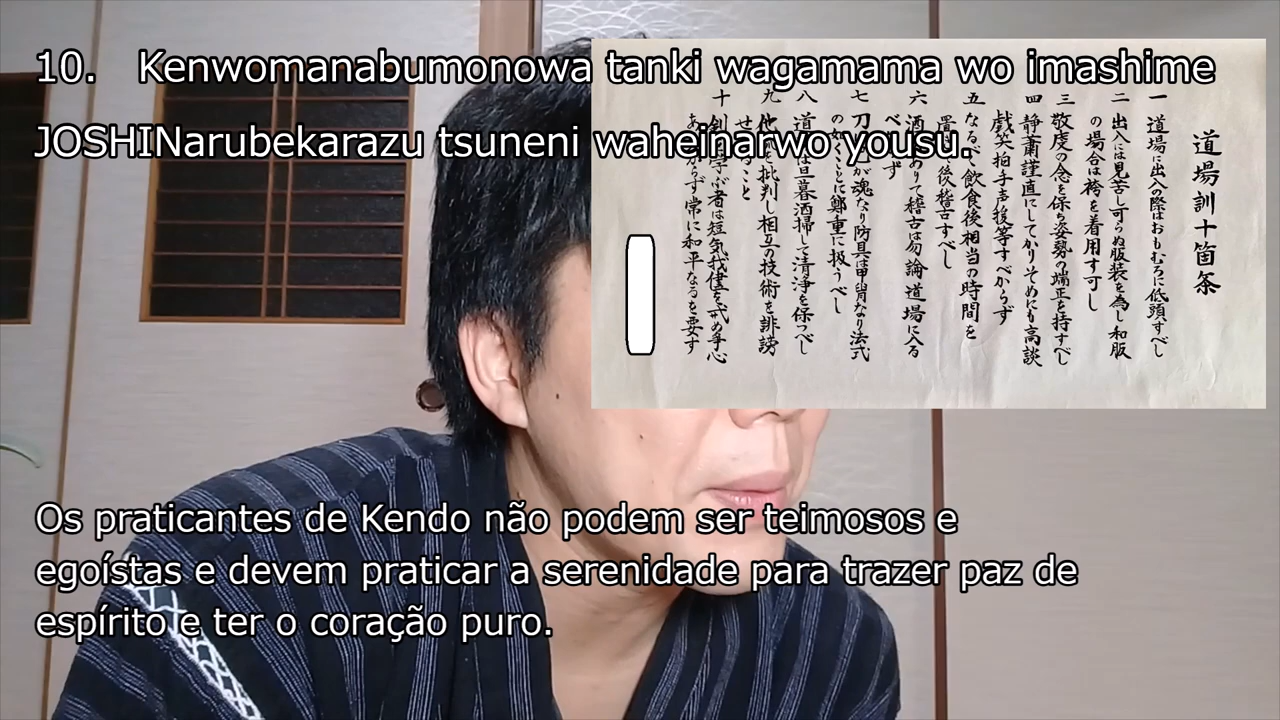 10. Kenwomanabumonowa tanki wagamama wo imashime
JOSHINarubekarazu tsuneni waheinarwo yousu.
道場訓十箇条
一 道場に出入の際はおもむろに低頭すべし
二 出入には見苦し可らぬ服装を為し和服
の場合は袴を着用す可し
三 敬虔の念を保ち姿勢の端正を持すべし
四 静粛謹直にしてかりそめにも高談
戯笑拍手声援等すべからず
五 なるべく飲食後相当の時間を
置 後稽古すべし
六 酒 ありて稽古は勿論道場に入る
べ ず
七 刀 が魂なり防具は甲冑なり法式
の如くことに鄭重に扱うべし
八 道 は旦暮洒掃して清浄を保つべし
九 他 を批判し相互の技術を誹謗
せ こと
十 剣 学ぶ者は短気我儘を戒め争心
あ からず常に和平なるを要す
Os praticantes de Kendo não podem ser teimosos e
egoístas e devem praticar a serenidade para trazer paz de
espírito e ter o coração puro.